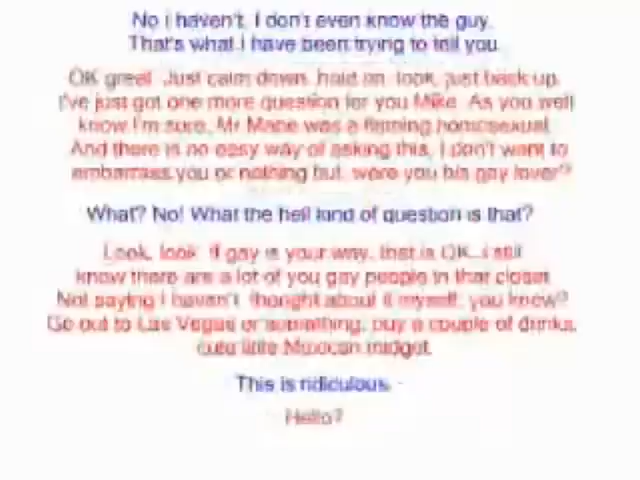 No I haven't. I don't even know the guy.
That's what I have been trying to tell you.
OK great. Just calm down, hold on, look, just back up.
I've just got one more question for you Mike. As you well
know I'm sure, Mr Mane was a flaming homosexual.
And there is no easy way of asking this, I don't want to
embarrass you or nothing but, were you his gay lover?
What? No! What the hell kind of question is that?
Look, look. If gay is your way, that is OK. I still
know there are a lot of you gay people in that closet.
Not saying I haven't thought about it myself, you know?
Go out to Las Vegas or something, buy a couple of drinks,
cute little Mexican midget.
This is ridiculous.
Hello?